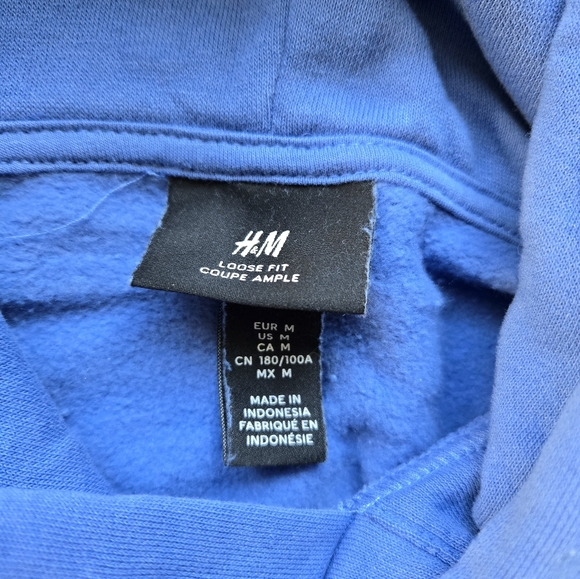 H&M
LOOSE FIT
COUPE AMPLE
EUR M
US M
CA M
CN 180/100A
MX M
MADE IN
INDONESIA
FABRIQUÉ EN
INDONÉSIE